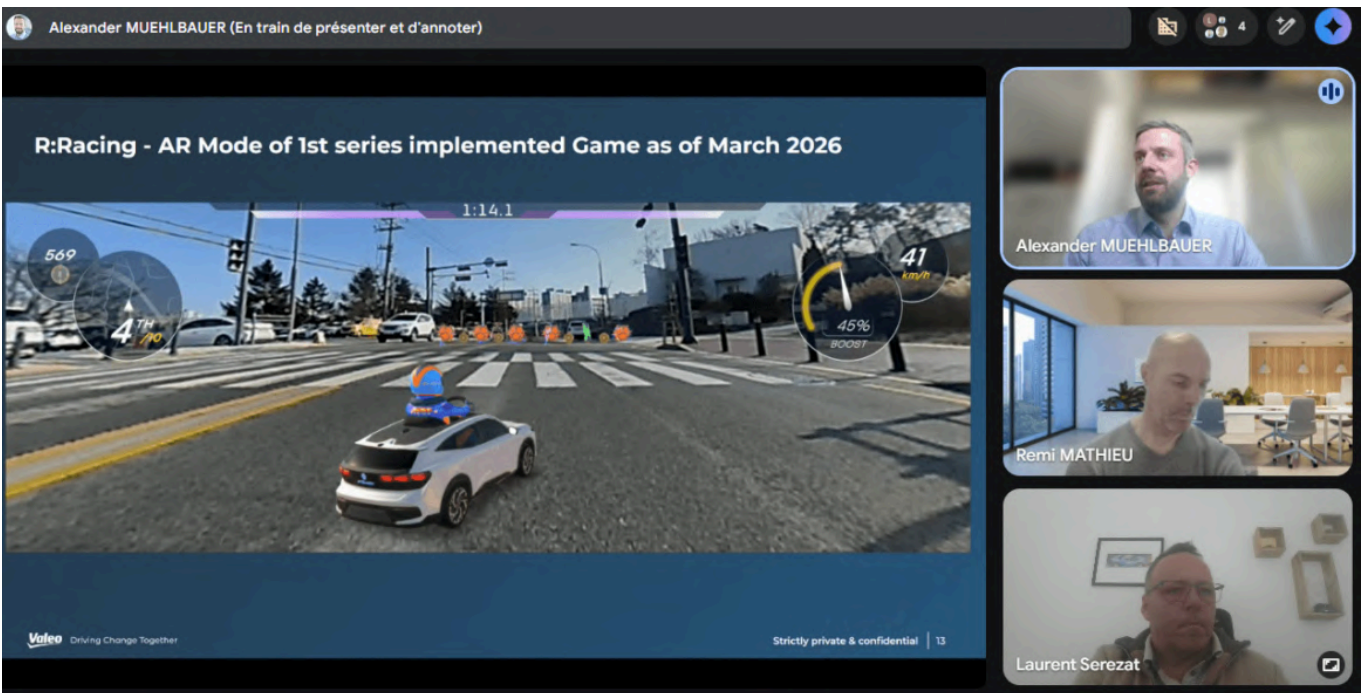 Alexander MUEHLBAUER (En train de présenter et d'annoter)
4
R:Racing - AR Mode of 1st series implemented Game as of March 2026
1:14.1
569
4TH
/10
41
km/h
45%
BOOST
Valeo Driving Change Together
Strictly private & confidential | 13
Alexander MUEHLBAUER
Remi MATHIEU
Laurent Serezat